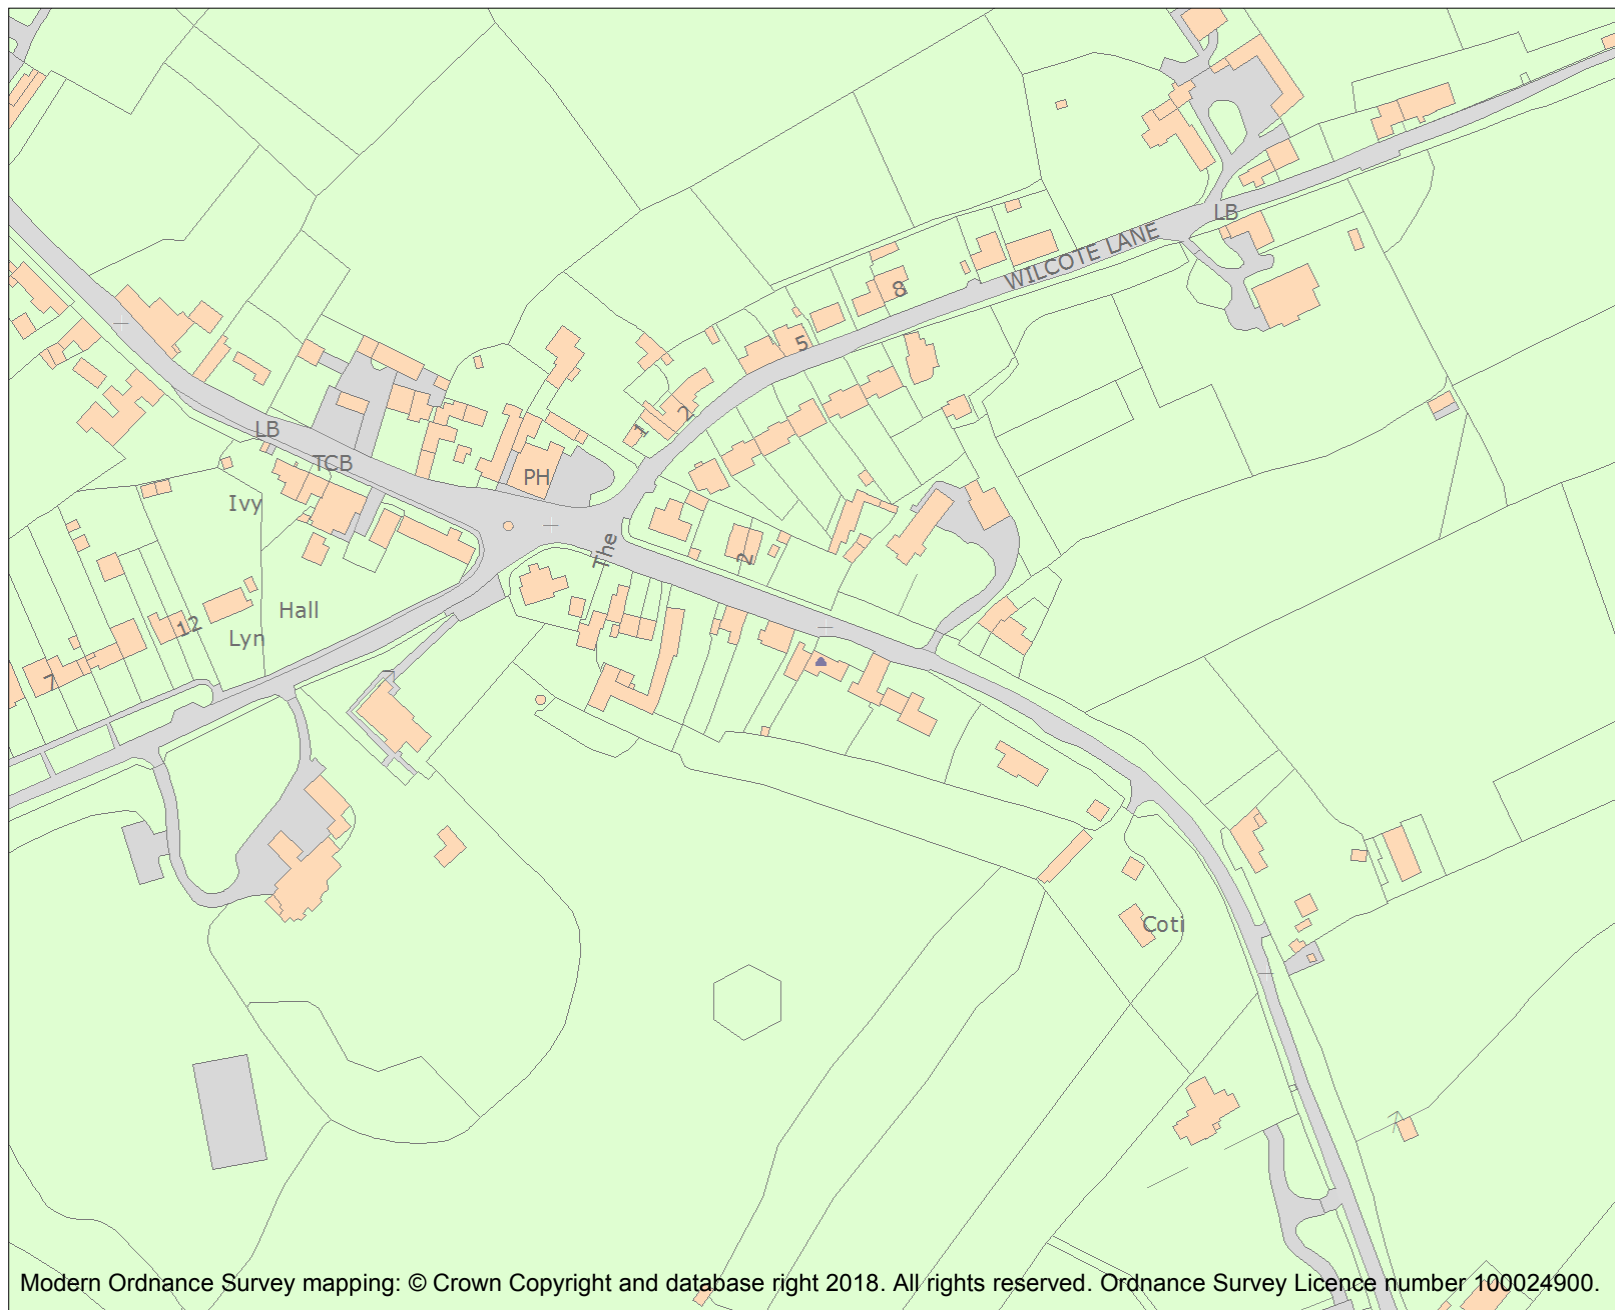 LB
WILCOTE LANE
8
5
2
1
LB
TCB
PH
Ivy
The
2
Hall
12
Lyn
7
Coti
Modern Ordnance Survey mapping: © Crown Copyright and database right 2018. All rights reserved. Ordnance Survey Licence number 100024900.